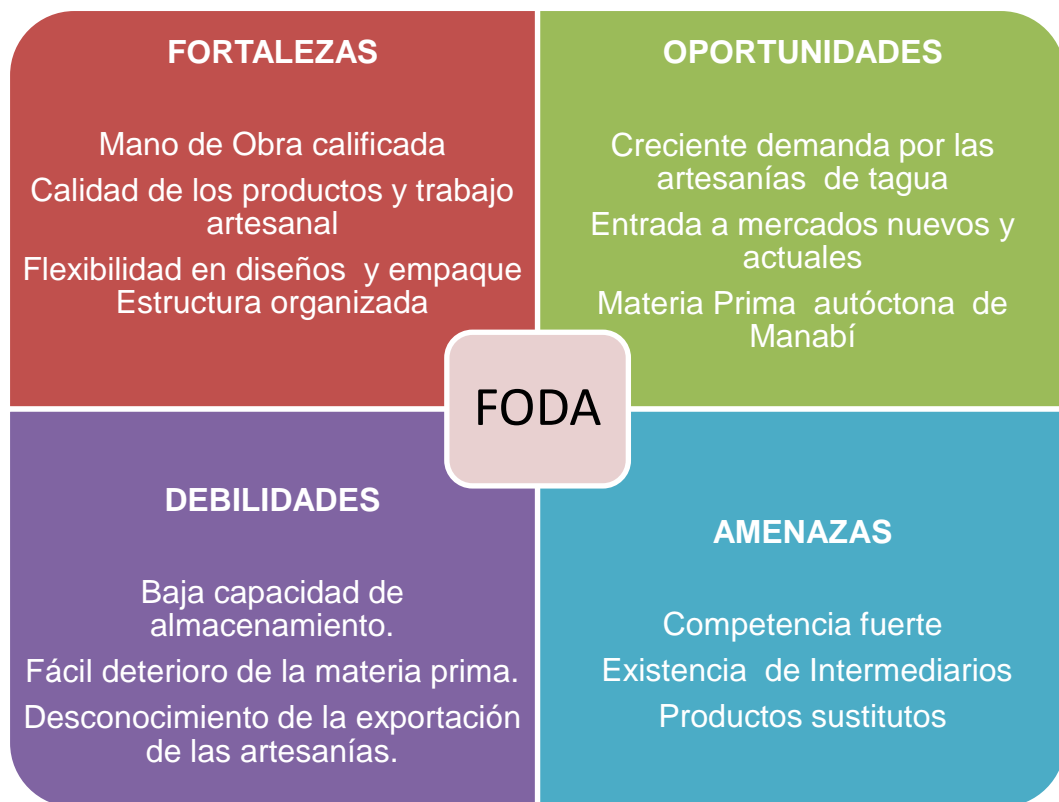 FORTALEZAS
Mano de Obra calificada
Calidad de los productos y trabajo
artesanal
Flexibilidad en diseños y empaque
Estructura organizada
OPORTUNIDADES
Creciente demanda por las
artesanías de tagua
Entrada a mercados nuevos y
actuales
Materia Prima autóctona de
Manabí
FODA
DEBILIDADES
Baja capacidad de
almacenamiento.
Fácil deterioro de la materia prima.
Desconocimiento de la exportación
de las artesanías.
AMENAZAS
Competencia fuerte
Existencia de Intermediarios
Productos sustitutos